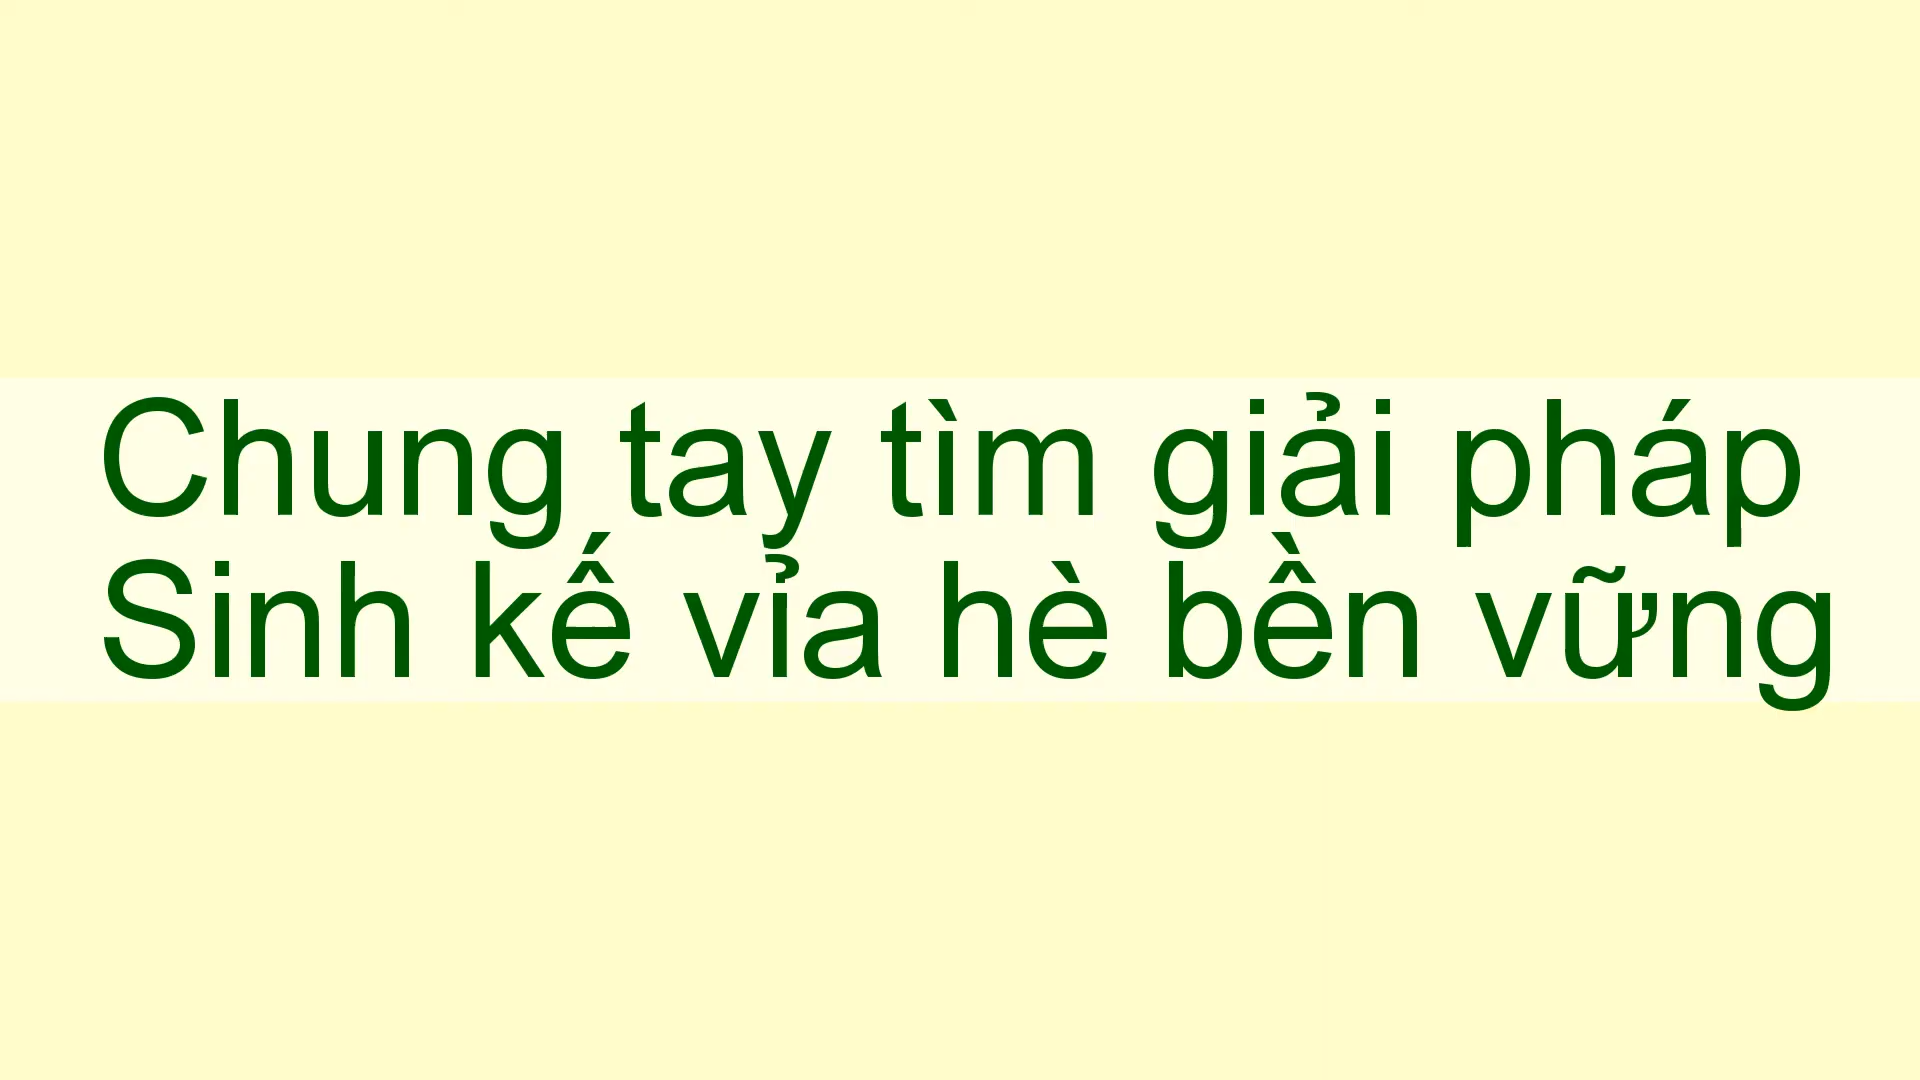 Chung tay tìm giải pháp
Sinh kế vỉa hè bền vững